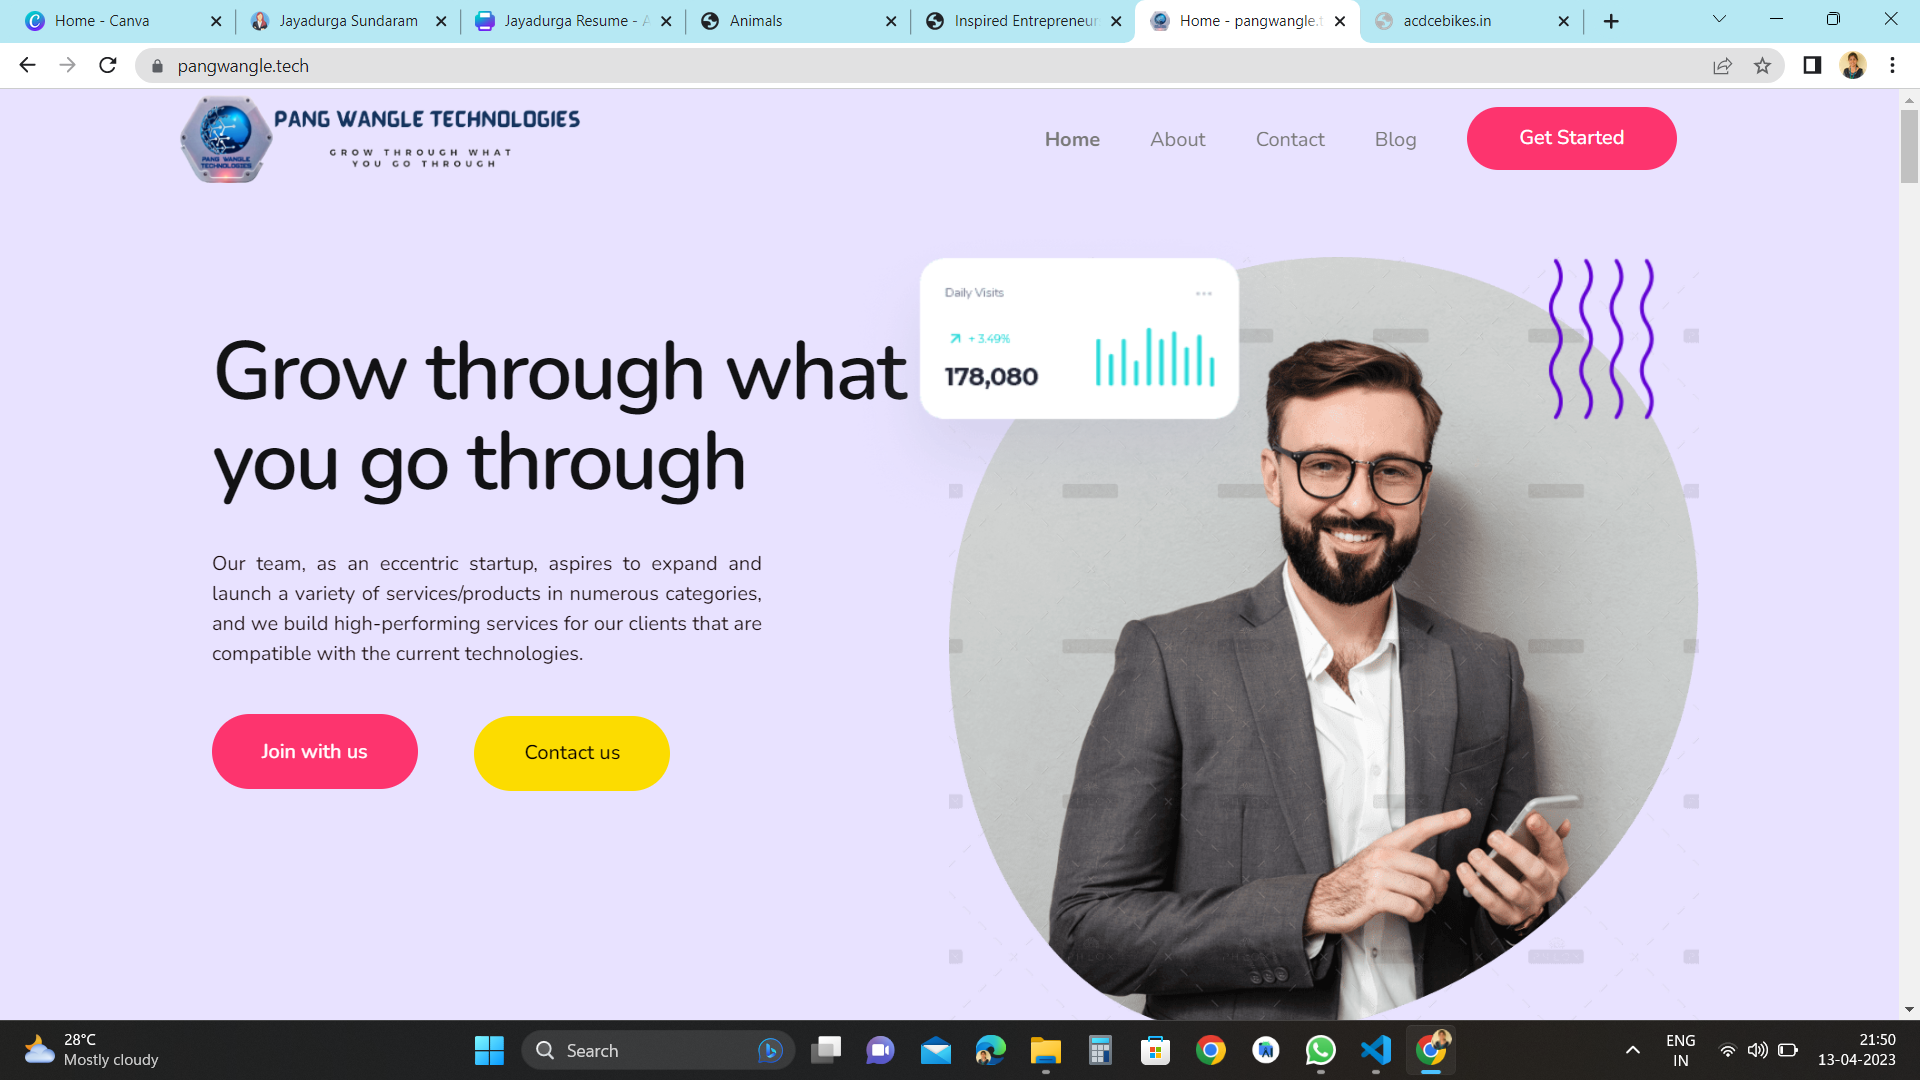 Home - Canva
Jayadurga Sundaram
Jayadurga Resume - A
Animals
Inspired Entrepreneur
Home - pangwangle.t
acdcebikes.in
pangwangle.tech
PANG WANGLE TECHNOLOGIES
GROW THROUGH WHAT
YOU GO THROUGH
PANG WANGLE
TECHNOLOGIES
Home
About
Contact
Blog
Get Started
Daily Visits
+ 3.49%
178,080
Grow through what
you go through
Our team, as an eccentric startup, aspires to expand and
launch a variety of services/products in numerous categories,
and we build high-performing services for our clients that are
compatible with the current technologies.
Join with us
Contact us
28°C
Mostly cloudy
Search
ENG
IN
21:50
13-04-2023